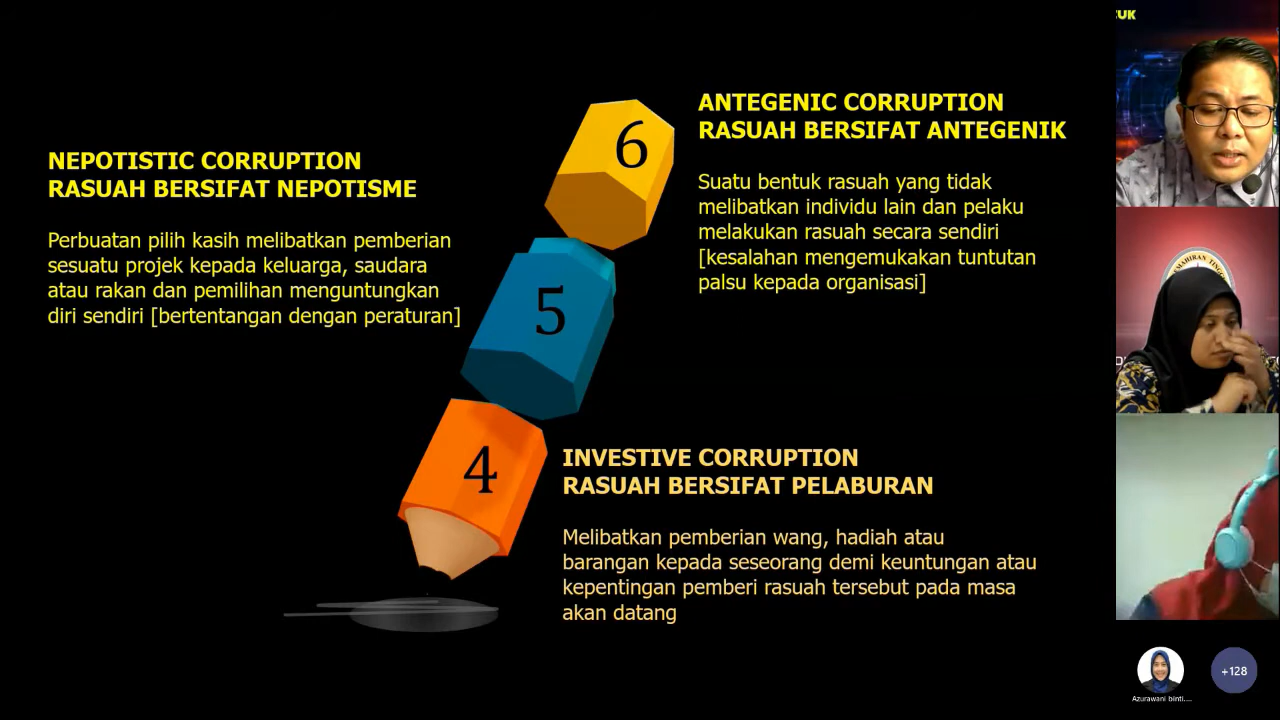 NEPOTISTIC CORRUPTION
RASUAH BERSIFAT NEPOTISME
Perbuatan pilih kasih melibatkan pemberian
sesuatu projek kepada keluarga, saudara
atau rakan dan pemilihan menguntungkan
diri sendiri [bertentangan dengan peraturan]
6
ANTEGENIC CORRUPTION
RASUAH BERSIFAT ANTEGENIK
Suatu bentuk rasuah yang tidak
melibatkan individu lain dan pelaku
melakukan rasuah secara sendiri
[kesalahan mengemukakan tuntutan
palsu kepada organisasi]
5
4
INVESTIVE CORRUPTION
RASUAH BERSIFAT PELABURAN
Melibatkan pemberian wang, hadiah atau
barangan kepada seseorang demi keuntungan atau
kepentingan pemberi rasuah tersebut pada masa
akan datang
Azurawani binti....
+128